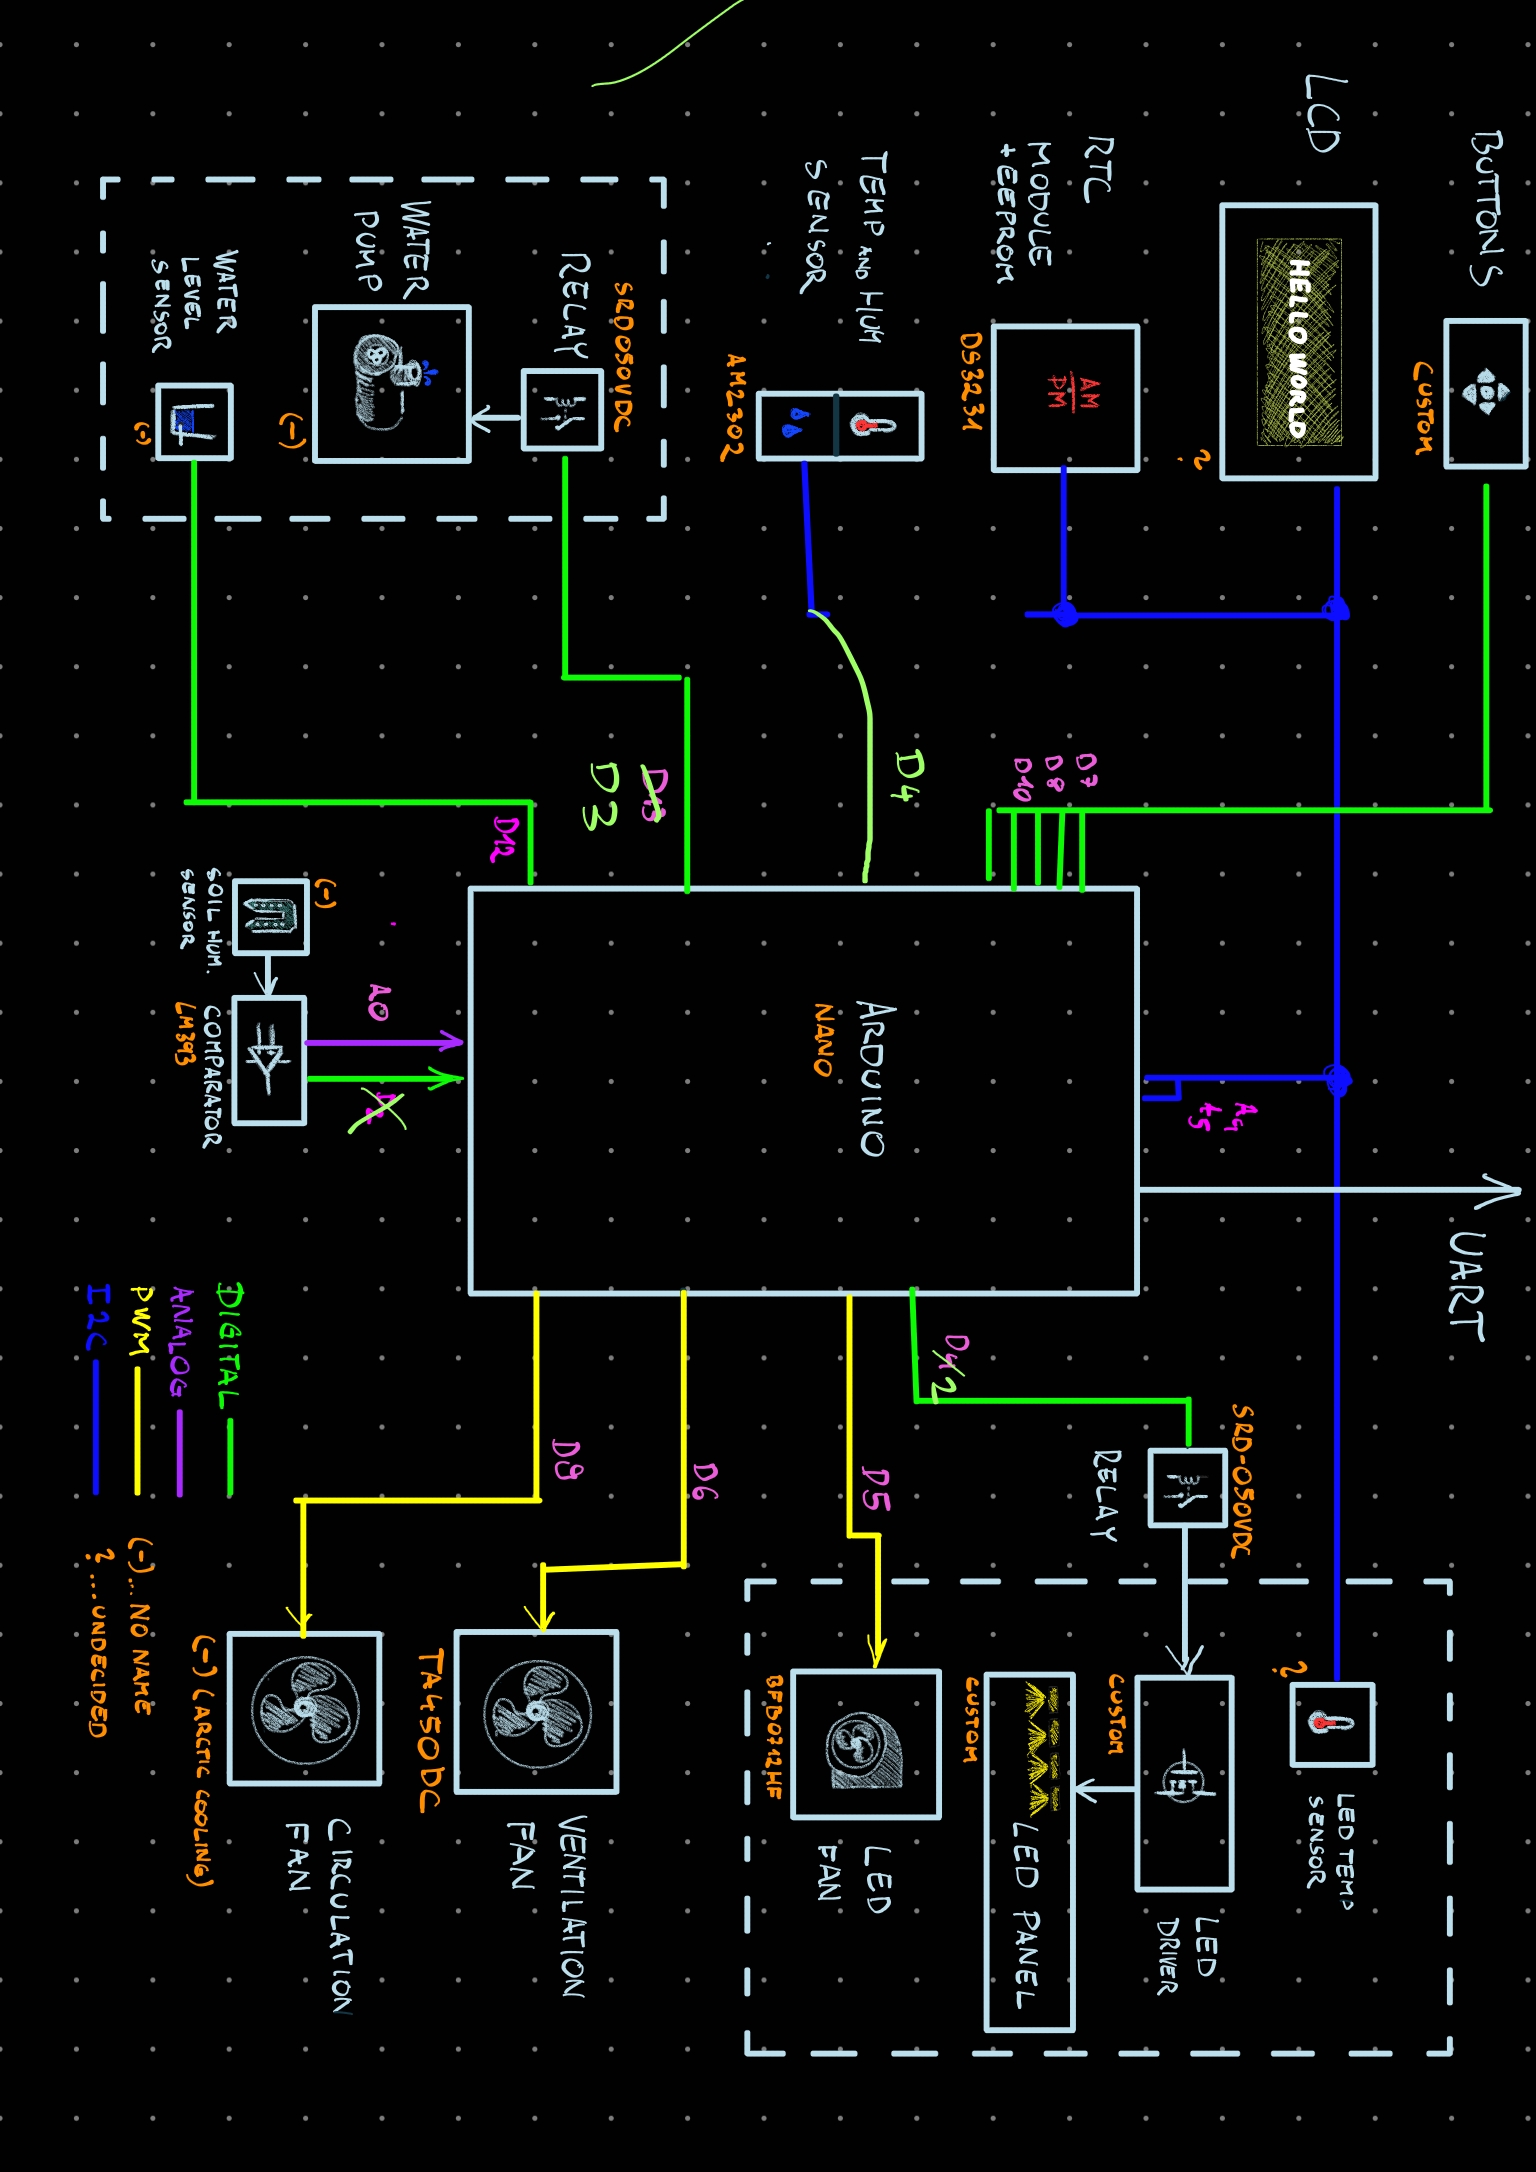 BUTTONS
CUSTOM
UART
LCD
HELLO WORLD
?
LED TEMP
SENSOR
?
A4
A5
SRD-050VDC
RELAY
LED
DRIVER
CUSTOM
LED PANEL
CUSTOM
RTC
MODULE
+EEPROM
AM
PM
DS3231
D7
D8
D10
D4
TEMP AND HUM
SENSOR
AM2302
ARDUINO
NANO
D4/2
D5
LED
FAN
BFB0712HF
D13
D3
D6
SRD050VDC
RELAY
D12
D9
VENTILATION
FAN
TA450DC
WATER
PUMP
(-)
A0
D2
(-)
SOIL HUM.
SENSOR
COMPARATOR
LM393
CIRCULATION
FAN
(-) (ARCTIC COOLING)
WATER
LEVEL
SENSOR
(-)
DIGITAL
ANALOG
PWM
I2C
(-)... NO NAME
? ... UNDECIDED